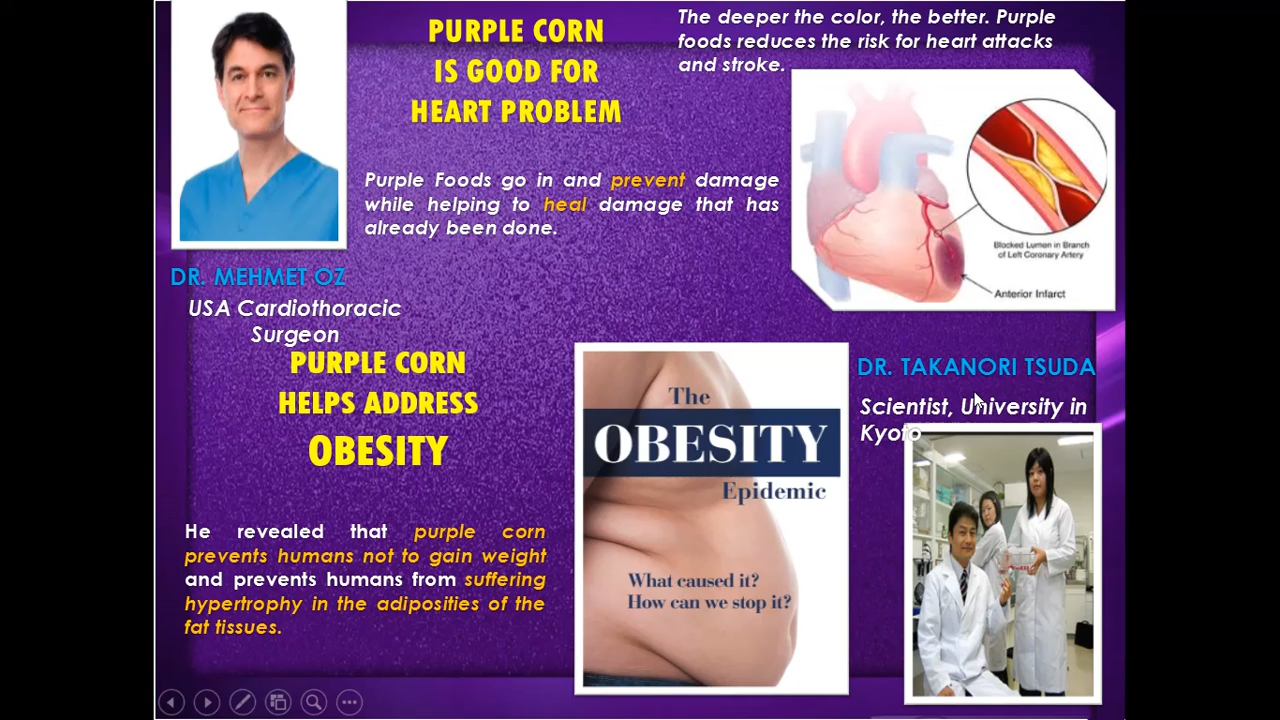 PURPLE CORN
IS GOOD FOR
HEART PROBLEM
The deeper the color, the better. Purple
foods reduces the risk for heart attacks
and stroke.
Purple Foods go in and prevent damage
while helping to heal damage that has
already been done.
Blocked Lumen in Branch
of Left Coronary Artery
Anterior Infarct
DR. MEHMET OZ
USA Cardiothoracic
Surgeon
PURPLE CORN
HELPS ADDRESS
OBESITY
He revealed that purple corn
prevents humans not to gain weight
and prevents humans from suffering
hypertrophy in the adiposities of the
fat tissues.
The
OBESITY
Epidemic
What caused it?
How can we stop it?
DR. TAKANORI TSUDA
Scientist, University in
Kyoto